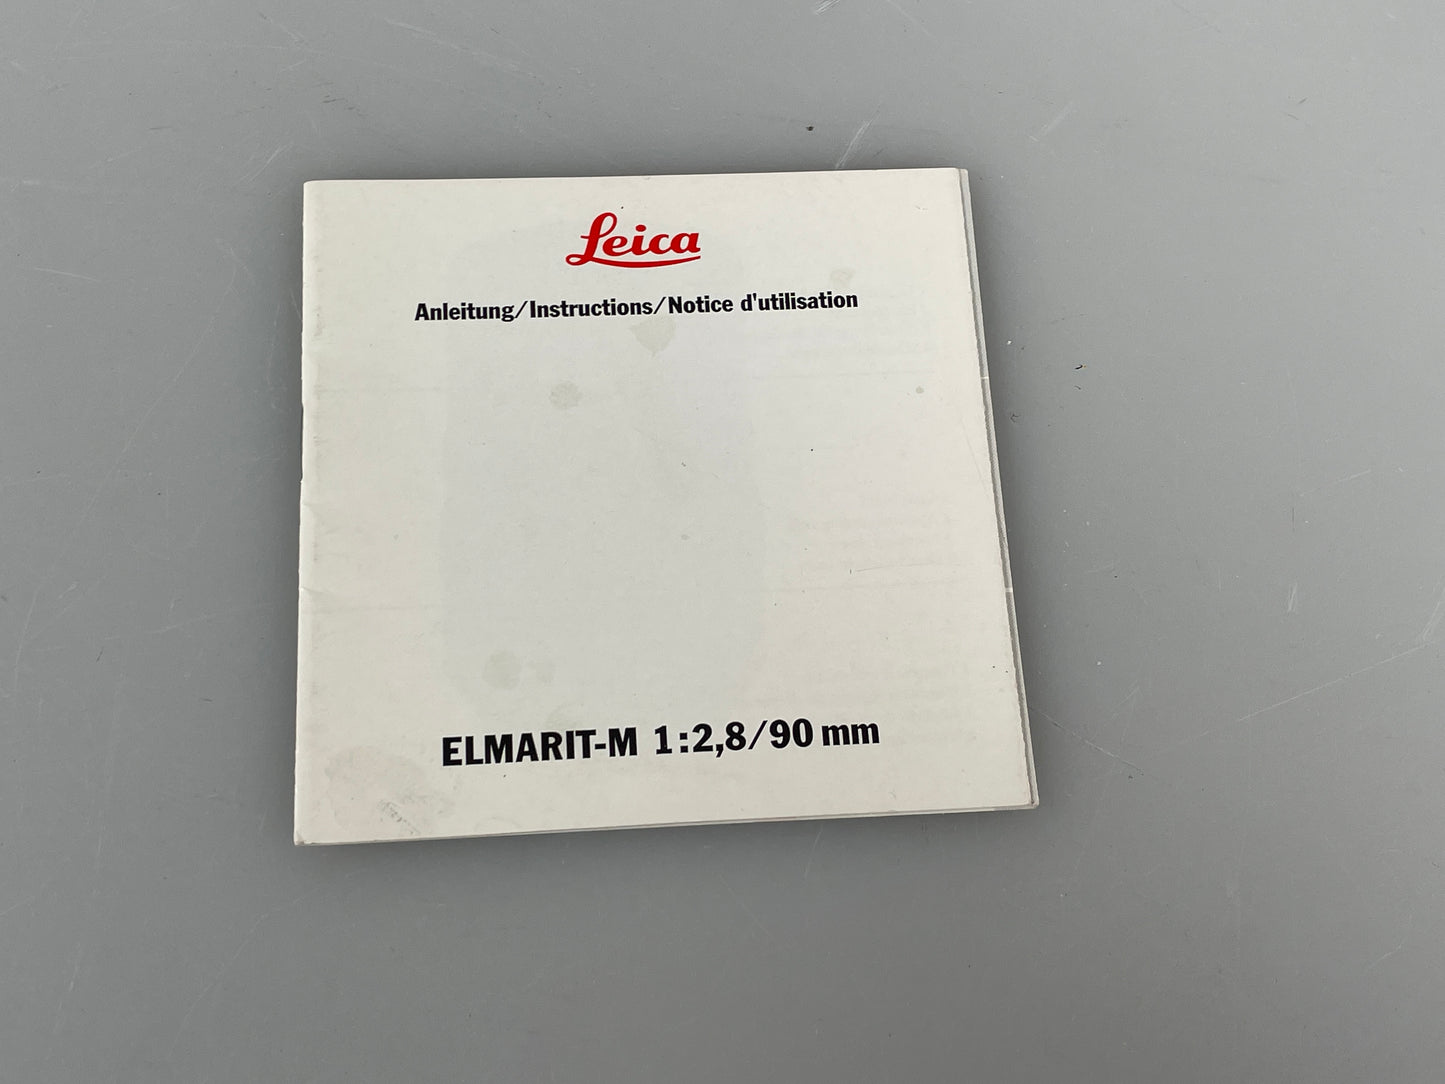 Leica
Anleitung/Instructions/Notice d'utilisation
ELMARIT-M 1:2,8/90 mm